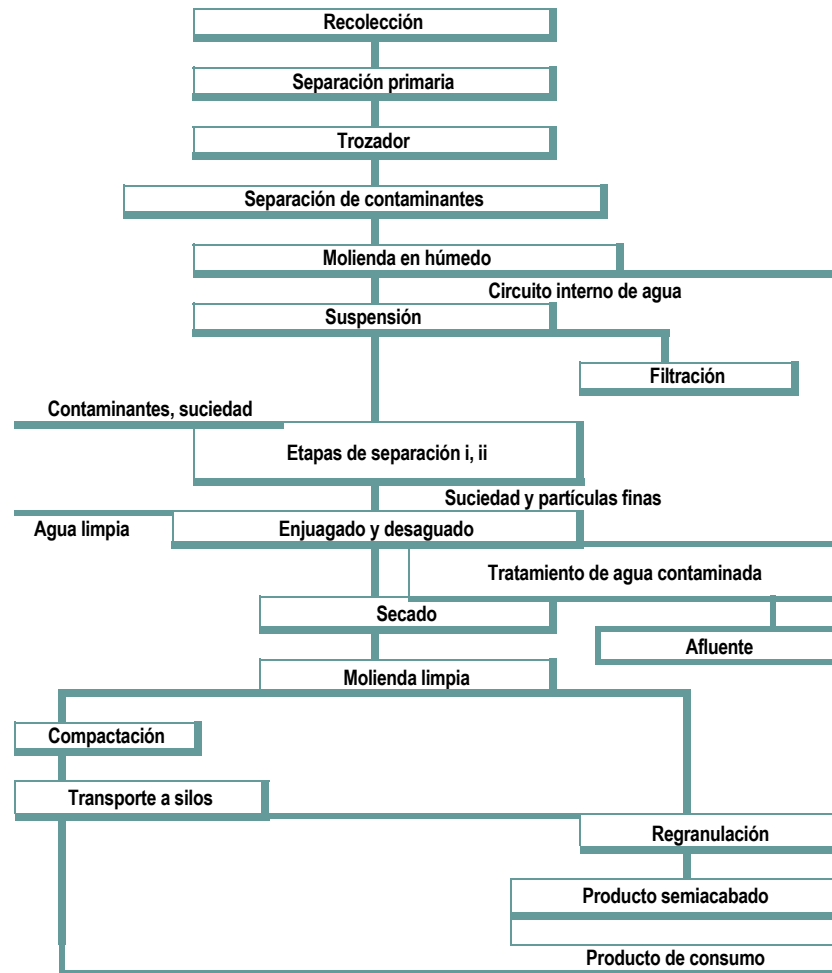 Recolección
Separación primaria
Trozador
Separación de contaminantes
Molienda en húmedo
Circuito interno de agua
Suspensión
Filtración
Contaminantes, suciedad
Etapas de separación i, ii
Suciedad y partículas finas
Agua limpia
Enjuagado y desaguado
Tratamiento de agua contaminada
Secado
Afluente
Molienda limpia
Compactación
Transporte a silos
Regranulación
Producto semiacabado
Producto de consumo